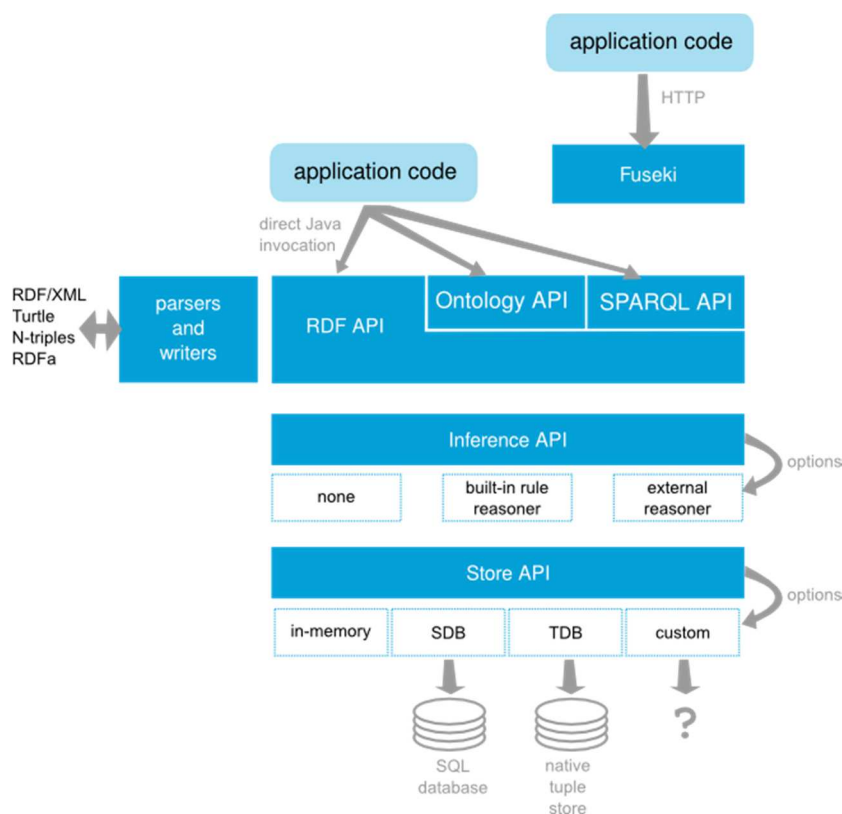 application code
HTTP
Fuseki
application code
direct Java
invocation
RDF/XML
Turtle
N-triples
RDFa
parsers
and
writers
RDF API
Ontology API
SPARQL API
Inference API
options
none
built-in rule
reasoner
external
reasoner
Store API
options
in-memory
SDB
TDB
custom
?
SQL
database
native
tuple
store